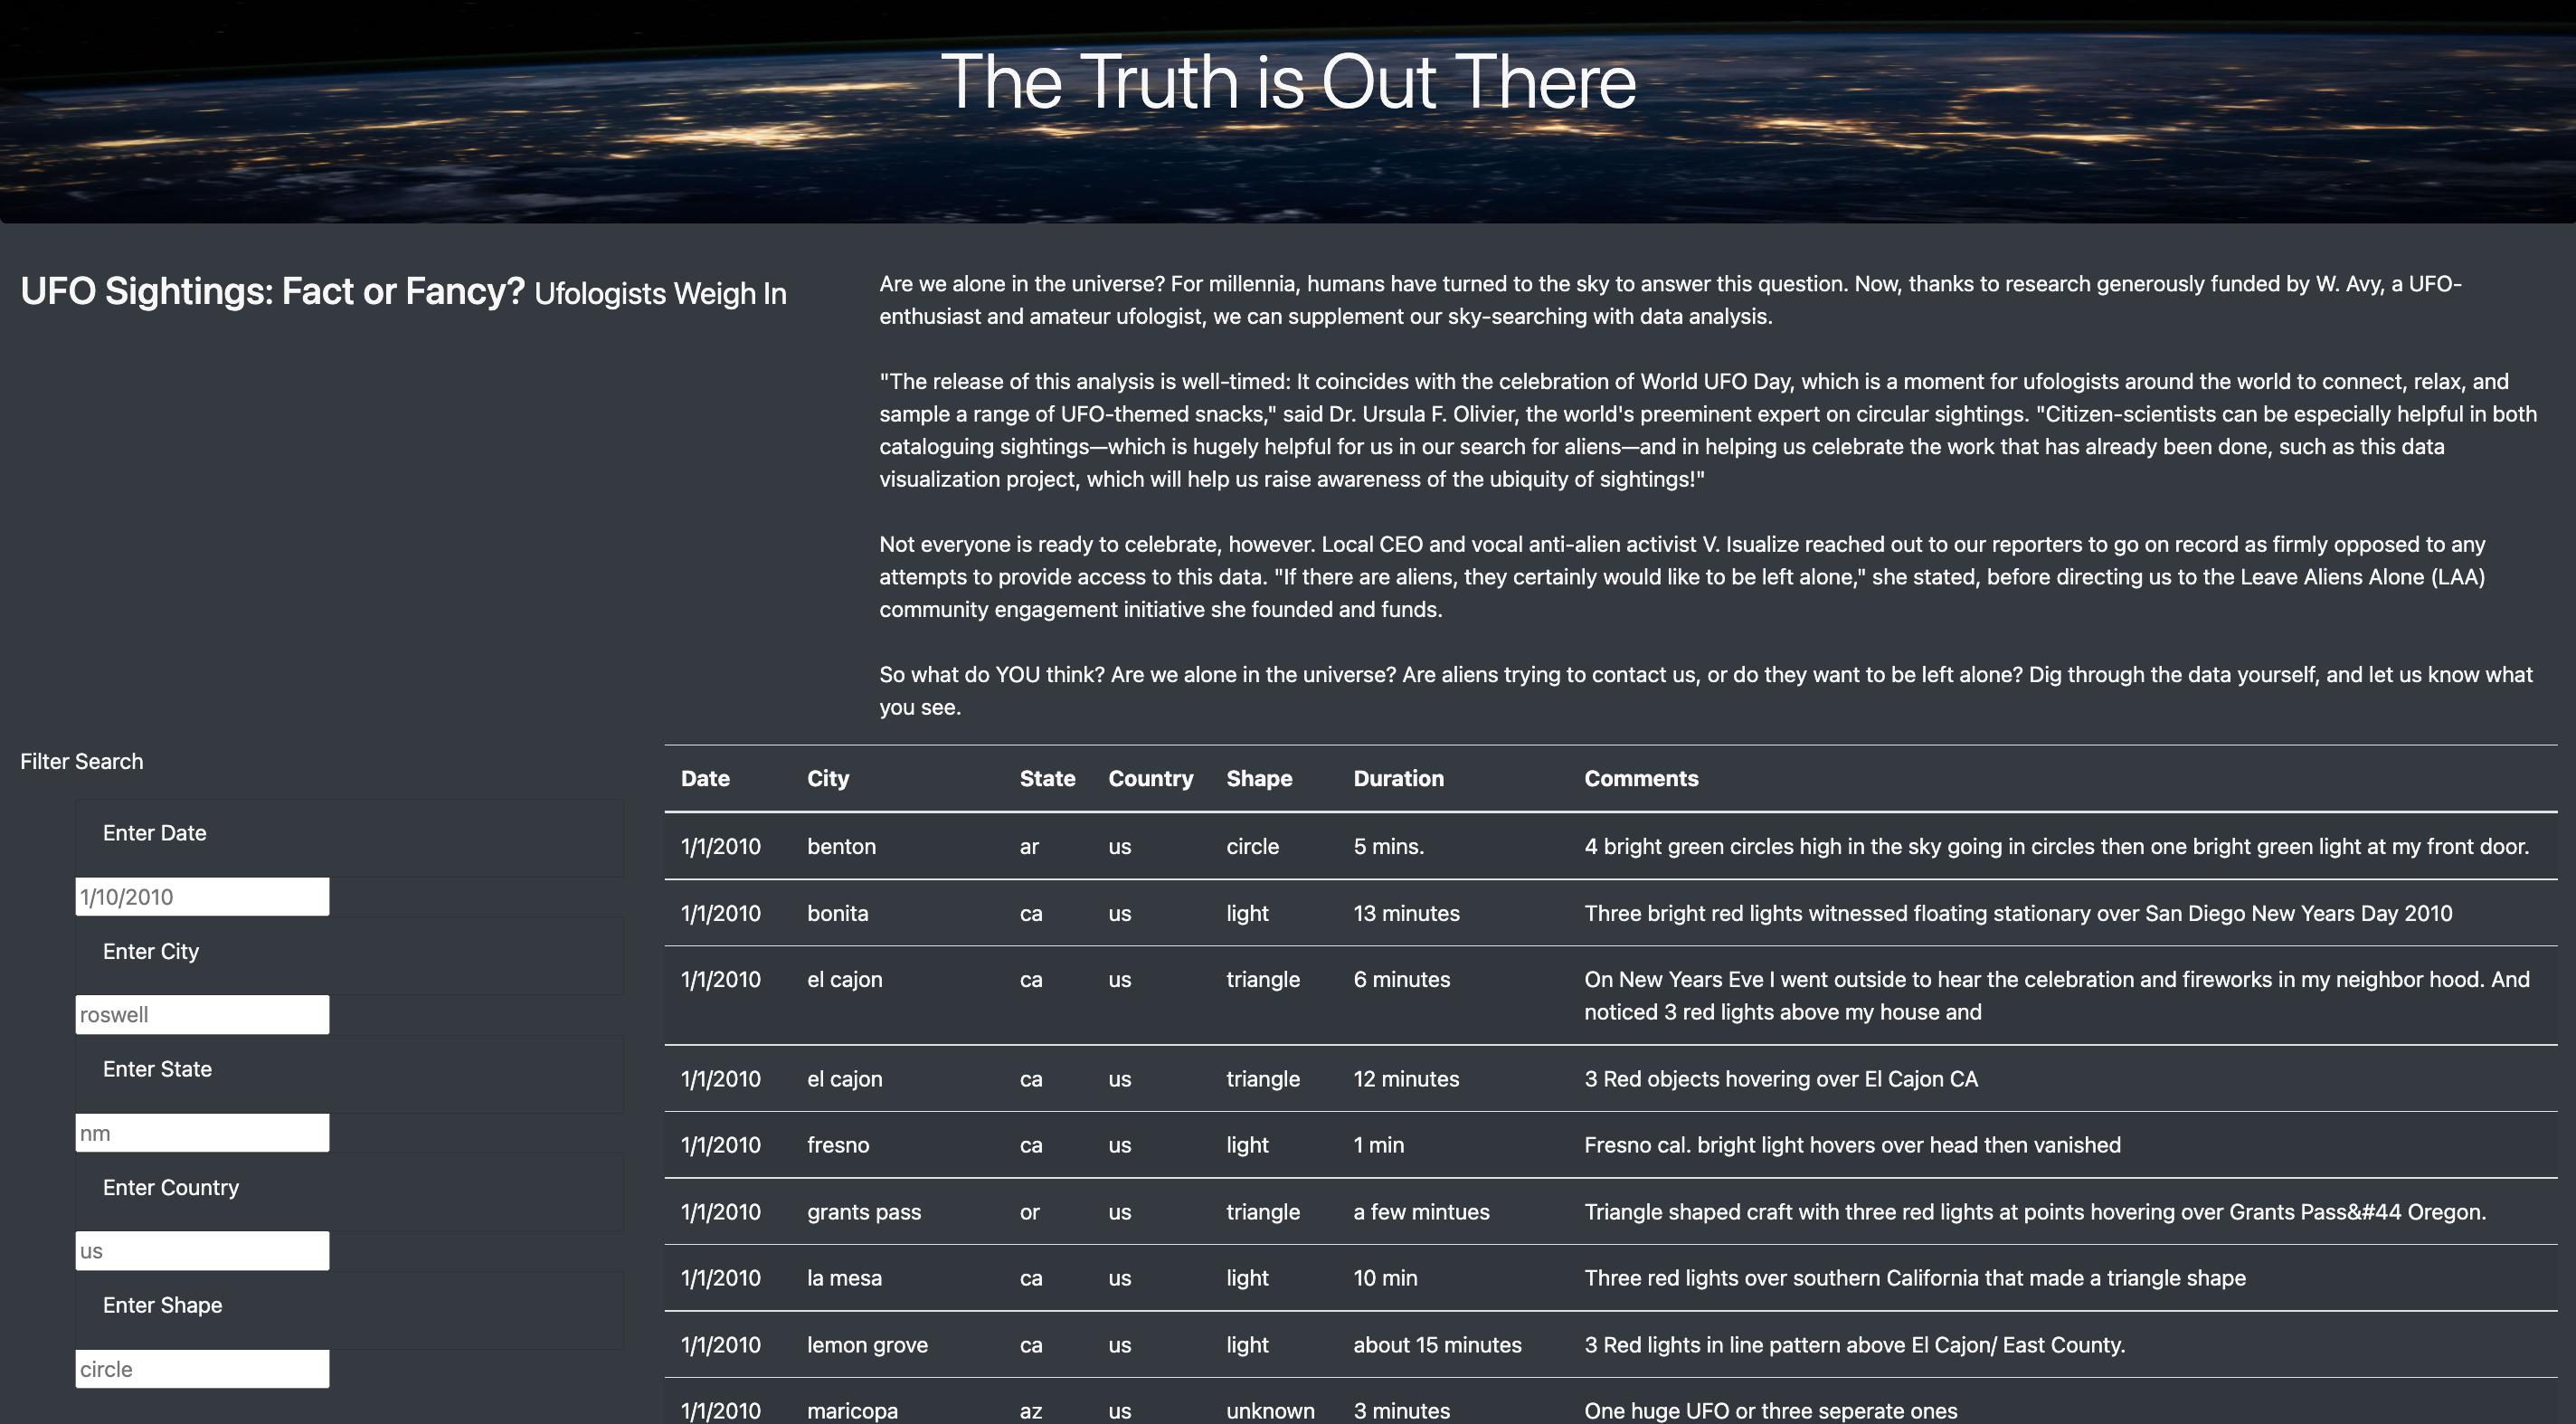 The Truth is Out There
UFO Sightings: Fact or Fancy? Ufologists Weigh In
Are we alone in the universe? For millennia, humans have turned to the sky to answer this question. Now, thanks to research generously funded by W. Avy, a UFO-
enthusiast and amateur ufologist, we can supplement our sky-searching with data analysis.
"The release of this analysis is well-timed: It coincides with the celebration of World UFO Day, which is a moment for ufologists around the world to connect, relax, and
sample a range of UFO-themed snacks," said Dr. Ursula F. Olivier, the world's preeminent expert on circular sightings. "Citizen-scientists can be especially helpful in both
cataloguing sightings—which is hugely helpful for us in our search for aliens—and in helping us celebrate the work that has already been done, such as this data
visualization project, which will help us raise awareness of the ubiquity of sightings!"
Not everyone is ready to celebrate, however. Local CEO and vocal anti-alien activist V. Isualize reached out to our reporters to go on record as firmly opposed to any
attempts to provide access to this data. "If there are aliens, they certainly would like to be left alone," she stated, before directing us to the Leave Aliens Alone (LAA)
community engagement initiative she founded and funds.
So what do YOU think? Are we alone in the universe? Are aliens trying to contact us, or do they want to be left alone? Dig through the data yourself, and let us know what
you see.
Filter Search
Enter Date
1/10/2010
Enter City
roswell
Enter State
nm
Enter Country
us
Enter Shape
circle
Date City State Country Shape Duration Comments
1/1/2010 benton ar us circle 5 mins. 4 bright green circles high in the sky going in circles then one bright green light at my front door.
1/1/2010 bonita ca us light 13 minutes Three bright red lights witnessed floating stationary over San Diego New Years Day 2010
1/1/2010 el cajon ca us triangle 6 minutes On New Years Eve I went outside to hear the celebration and fireworks in my neighbor hood. And
noticed 3 red lights above my house and
1/1/2010 el cajon ca us triangle 12 minutes 3 Red objects hovering over El Cajon CA
1/1/2010 fresno ca us light 1 min Fresno cal. bright light hovers over head then vanished
1/1/2010 grants pass or us triangle a few mintues Triangle shaped craft with three red lights at points hovering over Grants Pass&#44 Oregon.
1/1/2010 la mesa ca us light 10 min Three red lights over southern California that made a triangle shape
1/1/2010 lemon grove ca us light about 15 minutes 3 Red lights in line pattern above El Cajon/ East County.
1/1/2010 maricopa az us unknown 3 minutes One huge UFO or three seperate ones